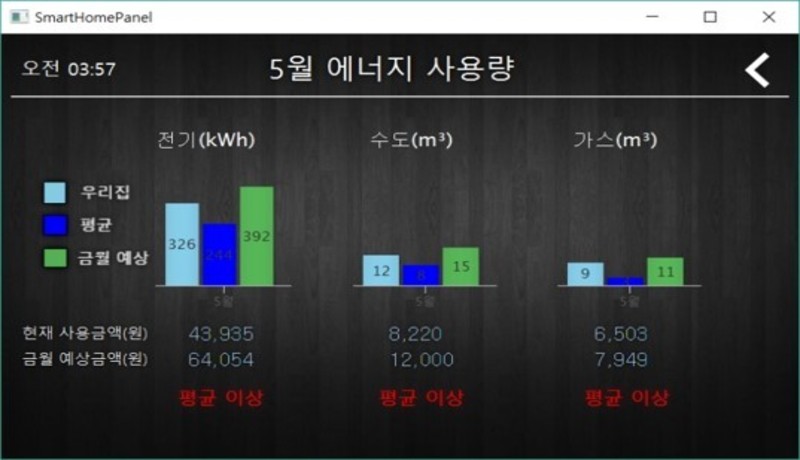 SmartHomePanel
오전 03:57
5월 에너지 사용량
전기(kWh) 수도(m³) 가스(m³)
우리집
평균
금월 예상
326 244 392
12 8 15
9 11
5월 5월 5월
현재 사용금액(원) 43,935 8,220 6,503
금월 예상금액(원) 64,054 12,000 7,949
평균 이상 평균 이상 평균 이상